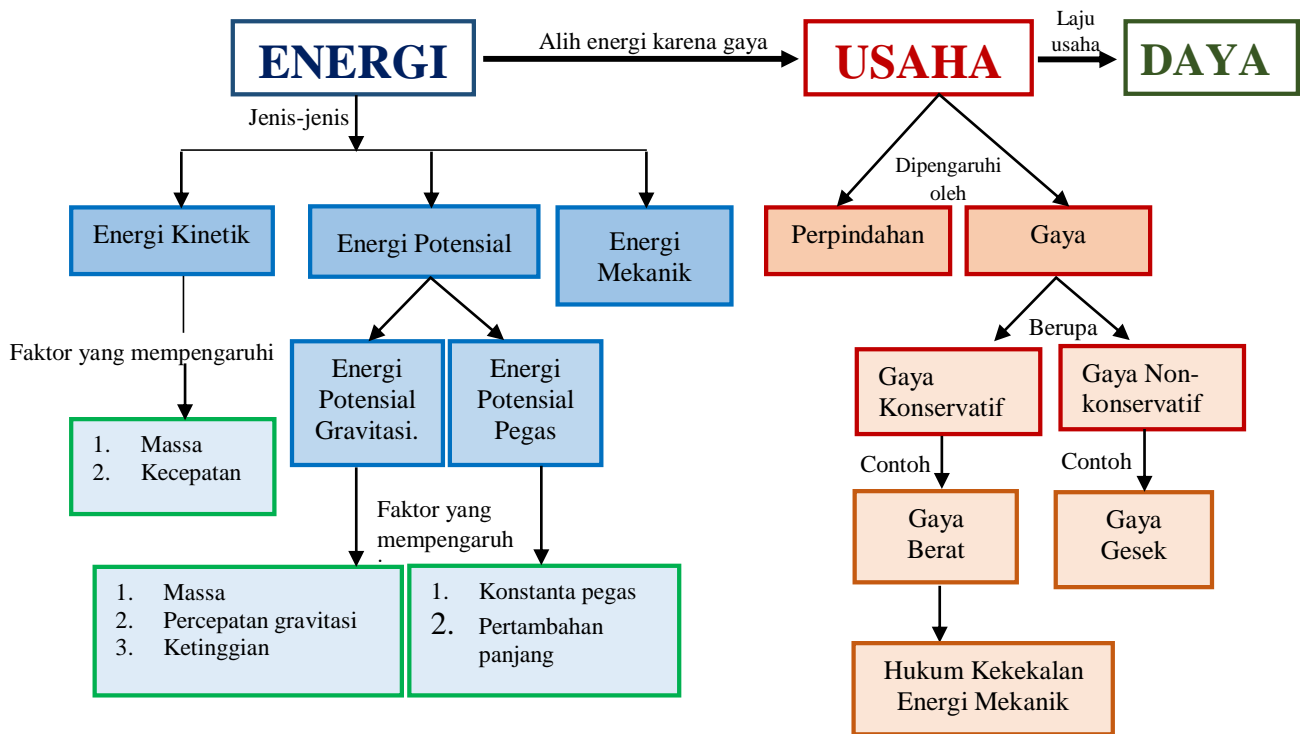 ENERGI
Alih energi karena gaya
USAHA
Laju
usaha
DAYA
Jenis-jenis
Dipengaruhi
oleh
Energi Kinetik
Energi Potensial
Energi
Mekanik
Perpindahan
Gaya
Faktor yang mempengaruhi
Berupa
Energi
Potensial
Gravitasi.
Energi
Potensial
Pegas
Gaya
Konservatif
Gaya Non-
konservatif
1. Massa
2. Kecepatan
Contoh
Contoh
Faktor yang
mempengaruh
Gaya
Berat
Gaya
Gesek
1. Massa
2. Percepatan gravitasi
3. Ketinggian
1. Konstanta pegas
2. Pertambahan
panjang
Hukum Kekekalan
Energi Mekanik